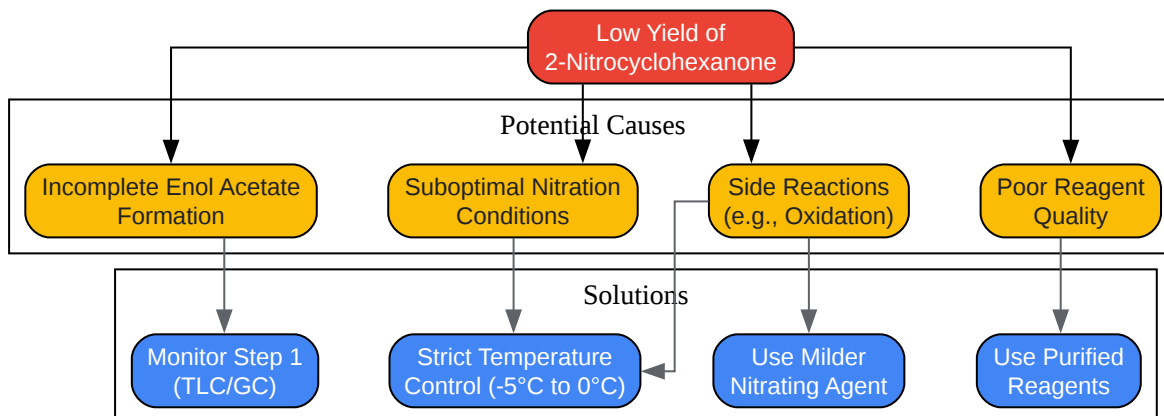 Low Yield of
2-Nitrocyclohexanone
Potential Causes
Incomplete Enol Acetate
Formation
Suboptimal Nitration
Conditions
Side Reactions
(e.g., Oxidation)
Poor Reagent
Quality
Solutions
Monitor Step 1
(TLC/GC)
Strict Temperature
Control (-5°C to 0°C)
Use Milder
Nitrating Agent
Use Purified
Reagents